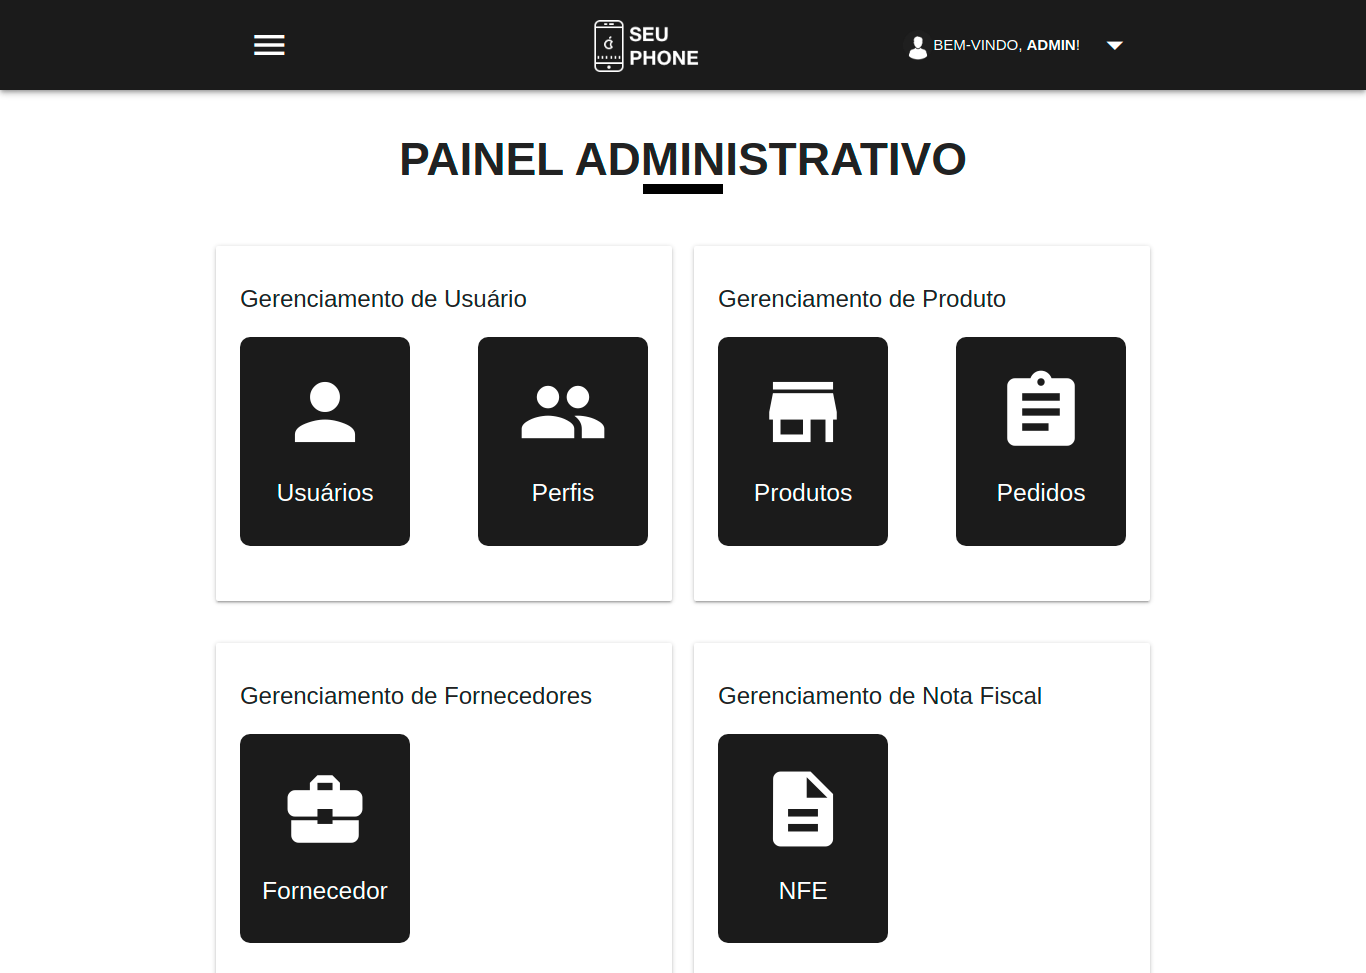 SEU
PHONE
BEM-VINDO, ADMIN!
PAINEL ADMINISTRATIVO
Gerenciamento de Usuário
Usuários
Perfis
Gerenciamento de Produto
Produtos
Pedidos
Gerenciamento de Fornecedores
Fornecedor
Gerenciamento de Nota Fiscal
NFE